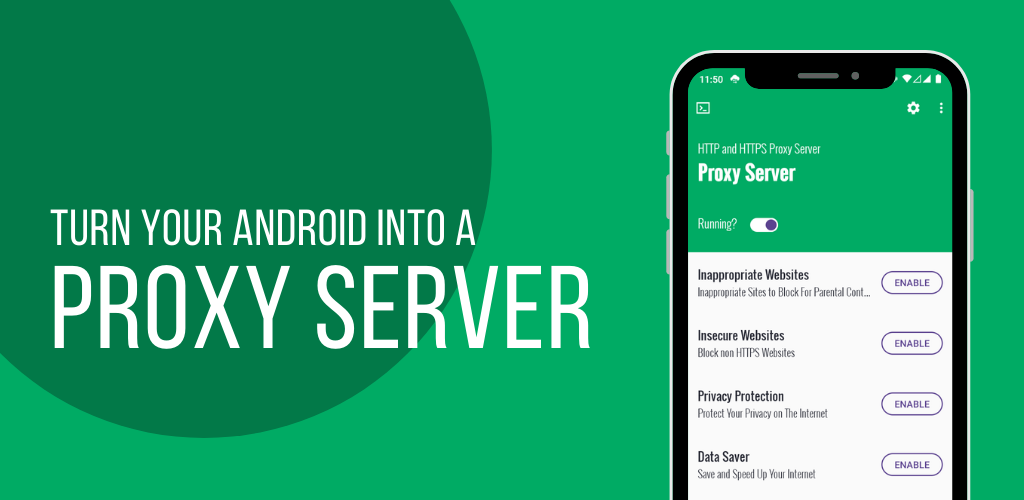 TURN YOUR ANDROID INTO A
PROXY SERVER
11:50
HTTP and HTTPS Proxy Server
Proxy Server
Running?
Inappropriate Websites
Inappropriate Sites to Block For Parental Cont...
ENABLE
Insecure Websites
Block non HTTPS Websites
ENABLE
Privacy Protection
Protect Your Privacy on The Internet
ENABLE
Data Saver
Save and Speed Up Your Internet
ENABLE